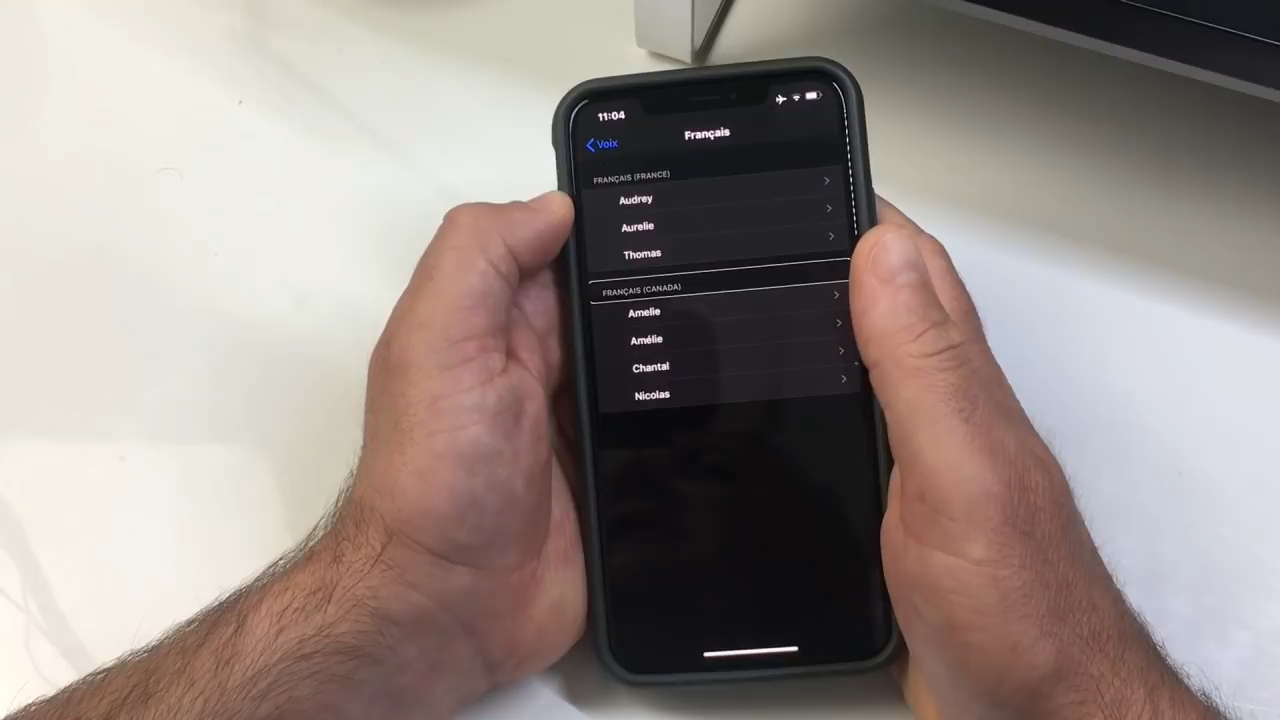 11:04
Voix
Français
FRANÇAIS (FRANCE)
Audrey
Aurelie
Thomas
FRANÇAIS (CANADA)
Amelie
Amélie
Chantal
Nicolas